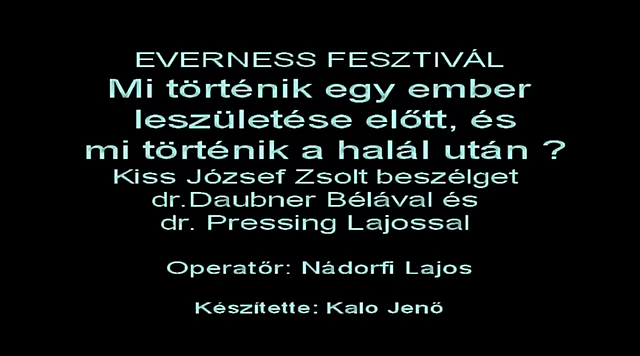 EVERNESS FESZTIVÁL
Mi történik egy ember
leszületése előtt, és
mi történik a halál után ?
Kiss József Zsolt beszélget
dr.Daubner Bélával és
dr. Pressing Lajossal
Operatőr: Nádorfi Lajos
Készítette: Kalo Jenő